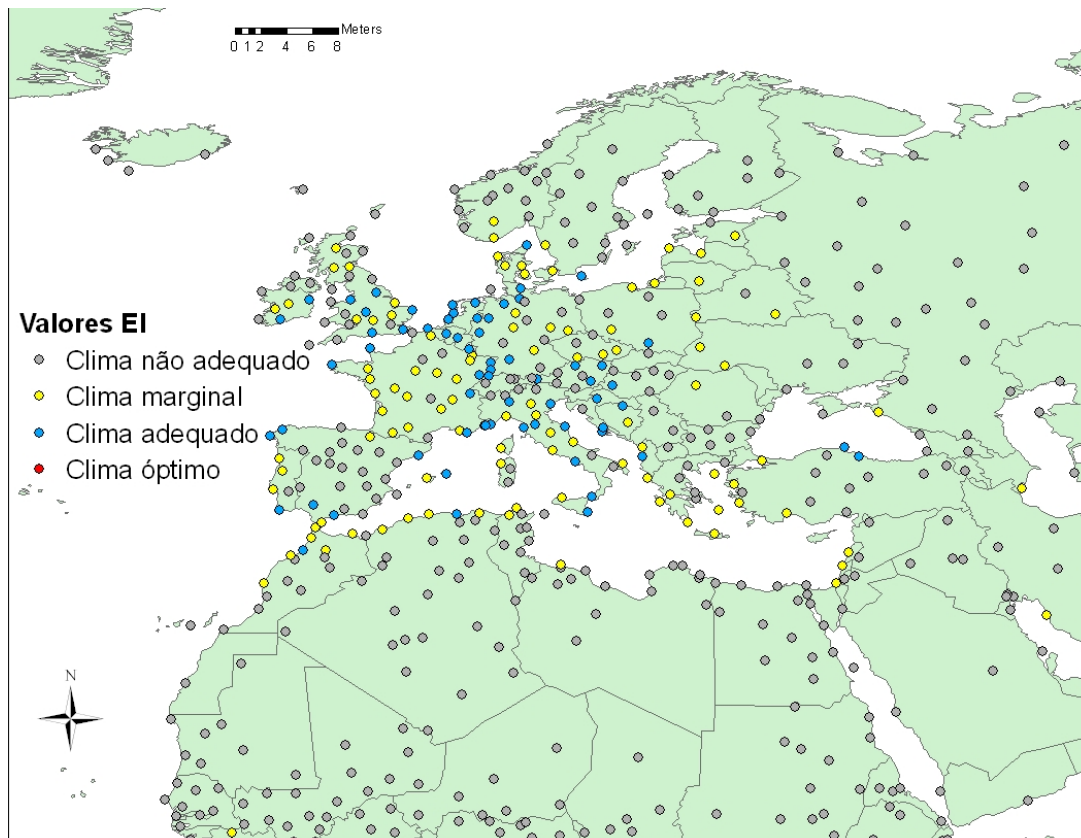 Meters
0 1 2 4 6 8
Valores EI
Clima não adequado
Clima marginal
Clima adequado
Clima óptimo
N